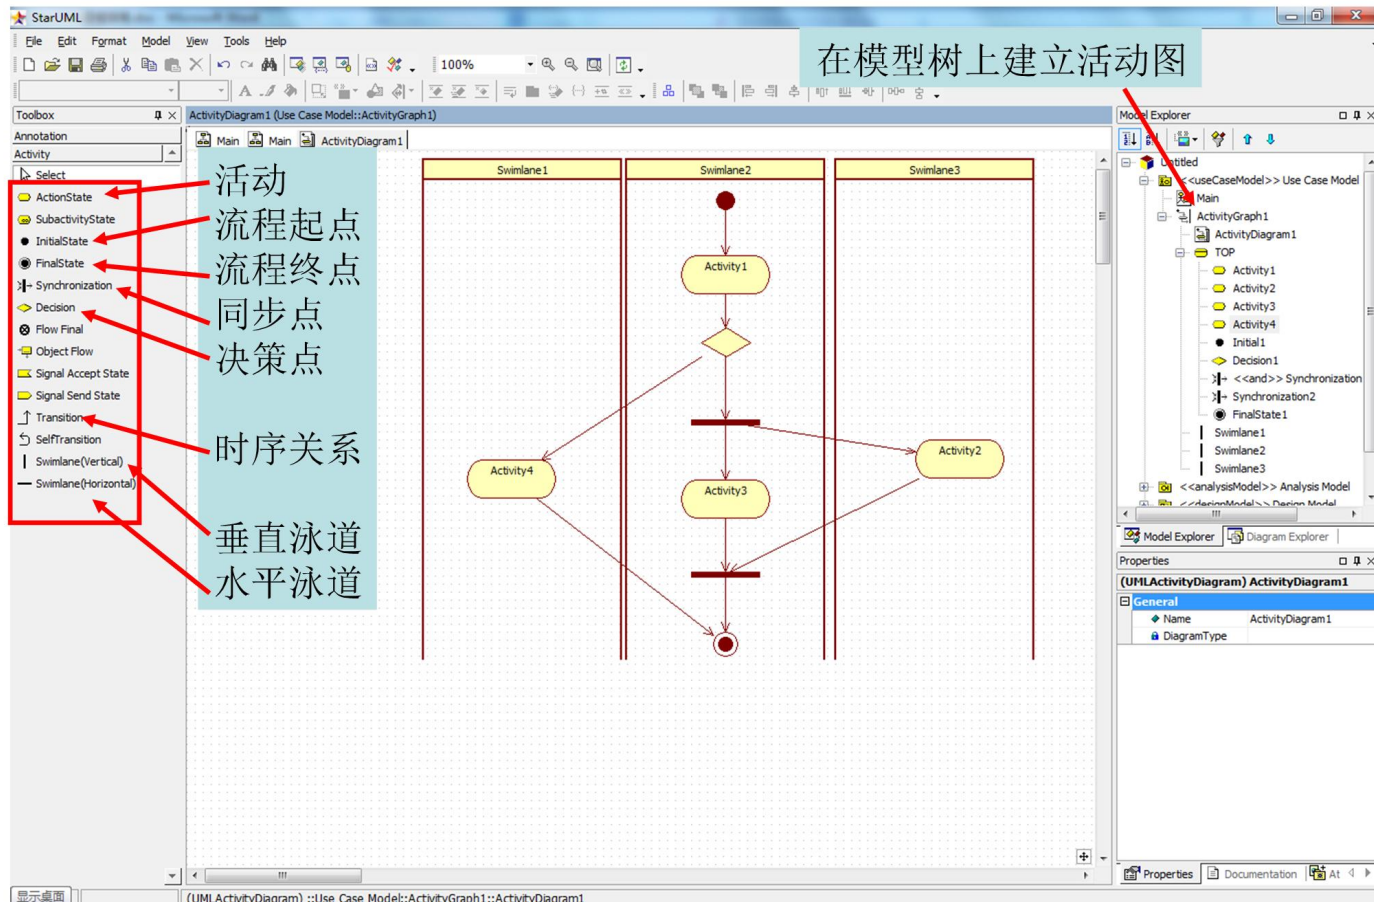 StarUML
File Edit Format Model View Tools Help
在模型树上建立活动图
100%
Toolbox
ActivityDiagram1 (Use Case Model::ActivityGraph1)
Model Explorer
Annotation
Main Main ActivityDiagram1
Activity
Select
ActionState
SubactivityState
InitialState
FinalState
Synchronization
Decision
Flow Final
Object Flow
Signal Accept State
Signal Send State
Transition
SelfTransition
Swimlane(Vertical)
Swimlane(Horizontal)
活动
流程起点
流程终点
同步点
决策点
时序关系
垂直泳道
水平泳道
Swimlane1 Swimlane2 Swimlane3
Activity1
Activity2
Activity4
Activity3
Untitled
<<useCaseModel>> Use Case Model
Main
ActivityGraph1
ActivityDiagram1
TOP
Activity1
Activity2
Activity3
Activity4
Initial1
Decision1
<<and>> Synchronization
Synchronization2
FinalState1
Swimlane1
Swimlane2
Swimlane3
<<analysisModel>> Analysis Model
<<designModel>> Design Model
Model Explorer Diagram Explorer
Properties
(UMLActivityDiagram) ActivityDiagram1
General
Name ActivityDiagram1
DiagramType
Properties Documentation At
显示桌面
(UMLActivityDiagram) ::Use Case Model::ActivityGraph1::ActivityDiagram1